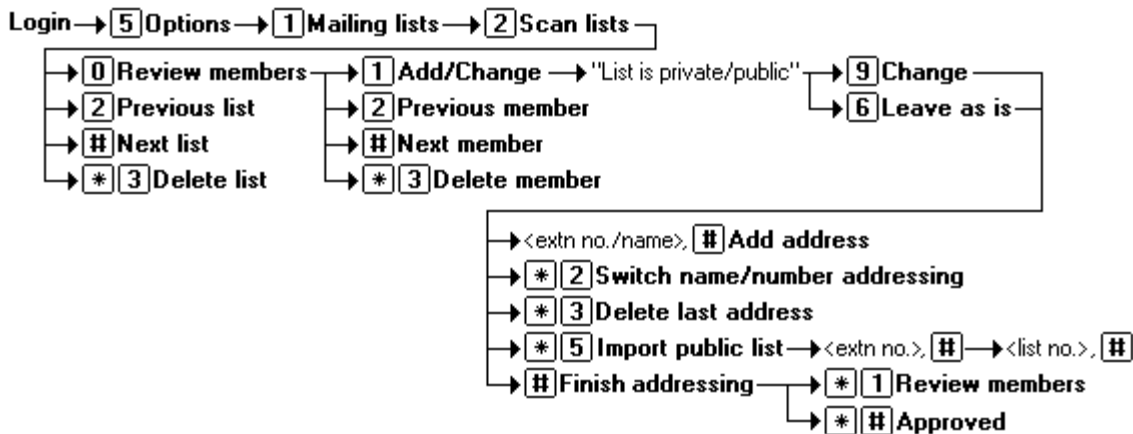 Login 5 Options 1 Mailing lists 2 Scan lists
0 Review members 1 Add/Change "List is private/public" 9 Change
2 Previous list 2 Previous member 6 Leave as is
# Next list # Next member
* 3 Delete list * 3 Delete member
<extn no./name>, # Add address
* 2 Switch name/number addressing
* 3 Delete last address
* 5 Import public list <extn no.>, # <list no.>, #
# Finish addressing * 1 Review members
* # Approved